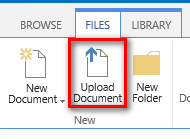 BROWSE FILES LIBRARY
New Document
Upload Document
New Folder
New